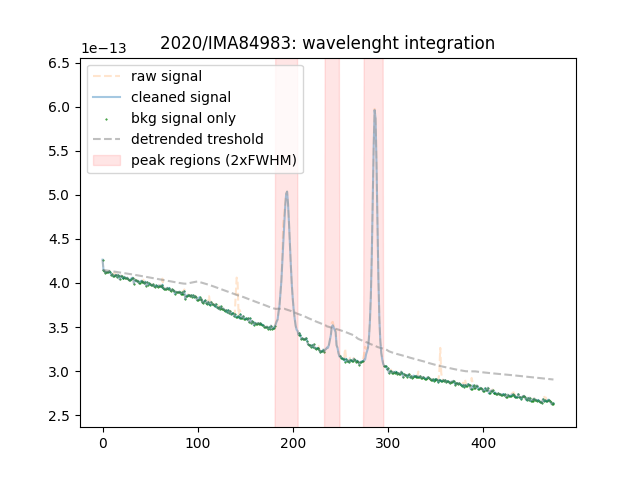 1e−13 2020/IMA84983: wavelenght integration
6.5
6.0
5.5
5.0
4.5
4.0
3.5
3.0
2.5
raw signal
cleaned signal
bkg signal only
detrended treshold
peak regions (2xFWHM)
0 100 200 300 400